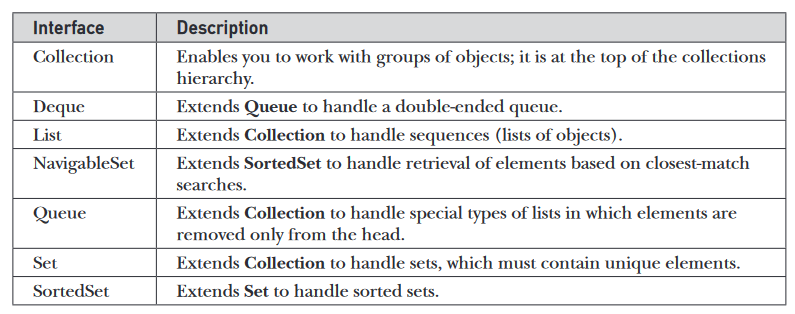 Interface Description
Collection Enables you to work with groups of objects; it is at the top of the collections
hierarchy.
Deque Extends Queue to handle a double-ended queue.
List Extends Collection to handle sequences (lists of objects).
NavigableSet Extends SortedSet to handle retrieval of elements based on closest-match
searches.
Queue Extends Collection to handle special types of lists in which elements are
removed only from the head.
Set Extends Collection to handle sets, which must contain unique elements.
SortedSet Extends Set to handle sorted sets.